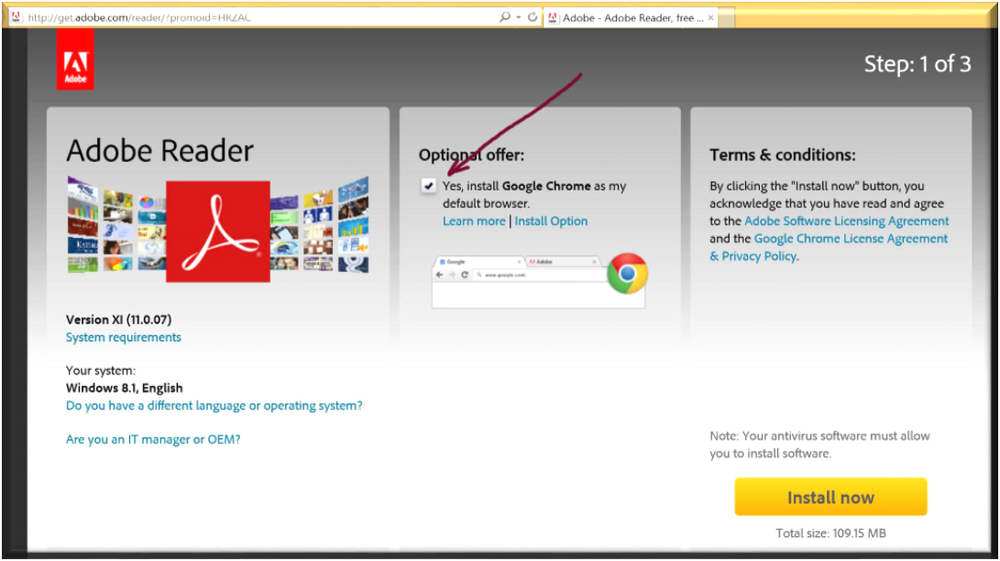 http://get.adobe.com/reader/?promoid=HRZAC
Adobe - Adobe Reader, free ... ×
Adobe
Step: 1 of 3
Adobe Reader
Version XI (11.0.07)
System requirements
Your system:
Windows 8.1, English
Do you have a different language or operating system?
Are you an IT manager or OEM?
Optional offer:
Yes, install Google Chrome as my
default browser.
Learn more | Install Option
Google
Adobe
www.google.com
Terms & conditions:
By clicking the "Install now" button, you
acknowledge that you have read and agree
to the Adobe Software Licensing Agreement
and the Google Chrome License Agreement
& Privacy Policy.
Note: Your antivirus software must allow
you to install software.
Install now
Total size: 109.15 MB